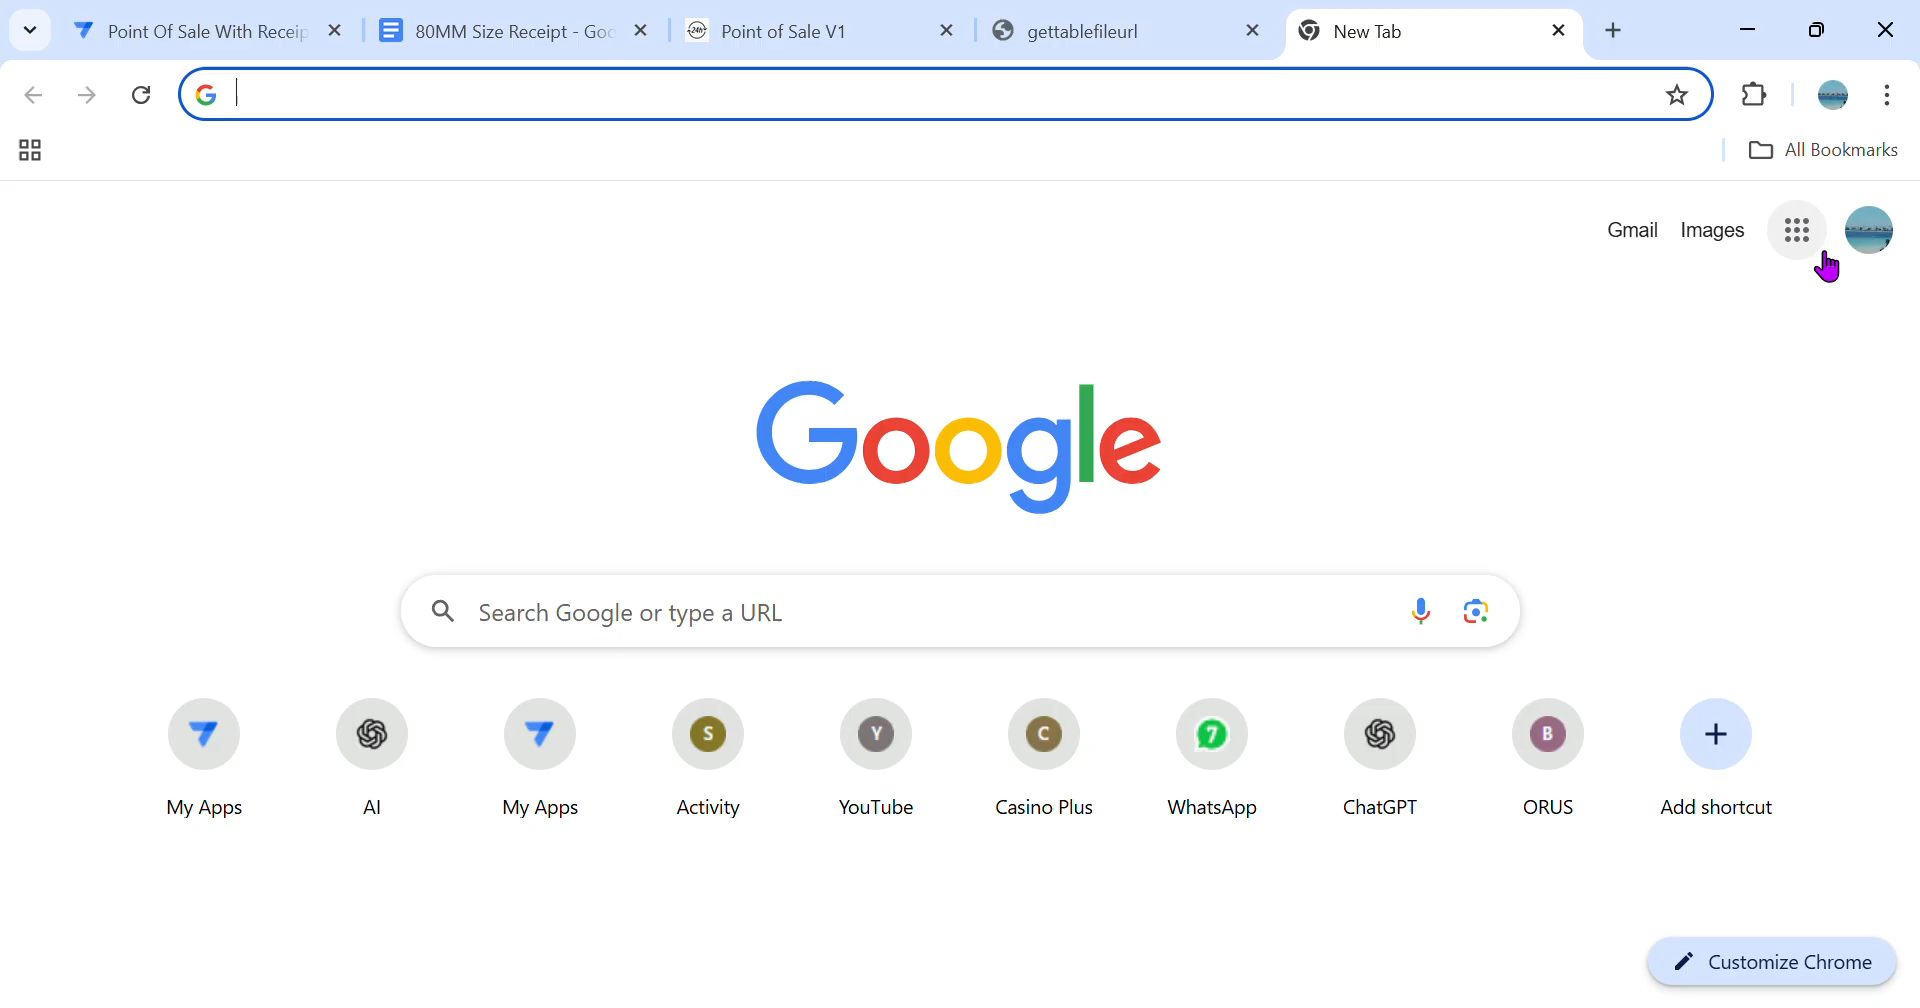 Point Of Sale With Receip
80MM Size Receipt - Goo
24H
Point of Sale V1
gettablefileurl
New Tab
All Bookmarks
Gmail Images
Google
Search Google or type a URL
S Y C 7 B
My Apps AI My Apps Activity YouTube Casino Plus WhatsApp ChatGPT ORUS Add shortcut
Customize Chrome